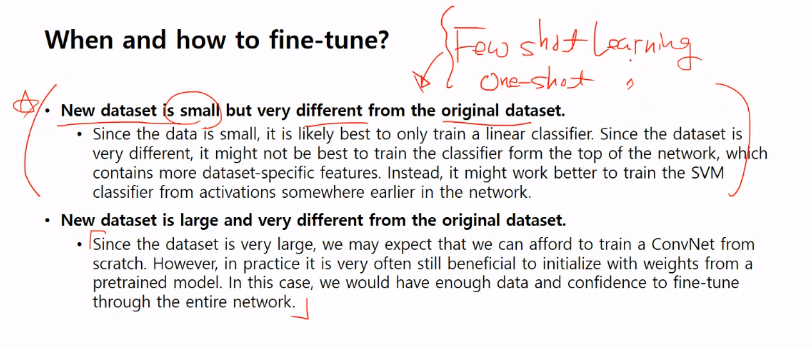 When and how to fine-tune?
Few shot Learning
One-shot "
• New dataset is small but very different from the original dataset.
• Since the data is small, it is likely best to only train a linear classifier. Since the dataset is
very different, it might not be best to train the classifier form the top of the network, which
contains more dataset-specific features. Instead, it might work better to train the SVM
classifier from activations somewhere earlier in the network.
• New dataset is large and very different from the original dataset.
• Since the dataset is very large, we may expect that we can afford to train a ConvNet from
scratch. However, in practice it is very often still beneficial to initialize with weights from a
pretrained model. In this case, we would have enough data and confidence to fine-tune
through the entire network.